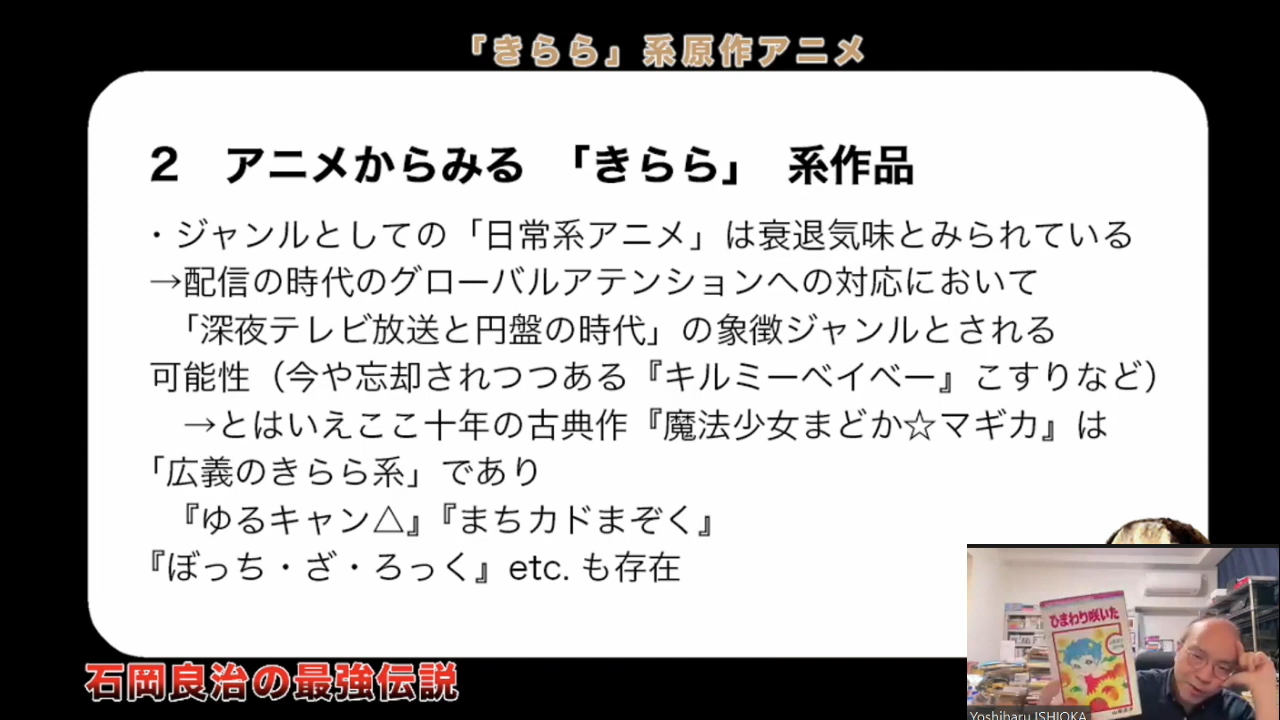 「きらら」系原作アニメ
2 アニメからみる 「きらら」 系作品
・ジャンルとしての「日常系アニメ」は衰退気味とみられている
→配信の時代のグローバルアテンションへの対応において
「深夜テレビ放送と円盤の時代」の象徴ジャンルとされる
可能性（今や忘却されつつある『キルミーベイベー』こすりなど）
→とはいえここ十年の古典作『魔法少女まどか☆マギカ』は
「広義のきらら系」であり
『ゆるキャン△』『まちカドまぞく』
『ぼっち・ざ・ろっく』etc. も存在
ひまわり咲いた
石岡良治の最強伝説
Yoshiharu ISHIOKA